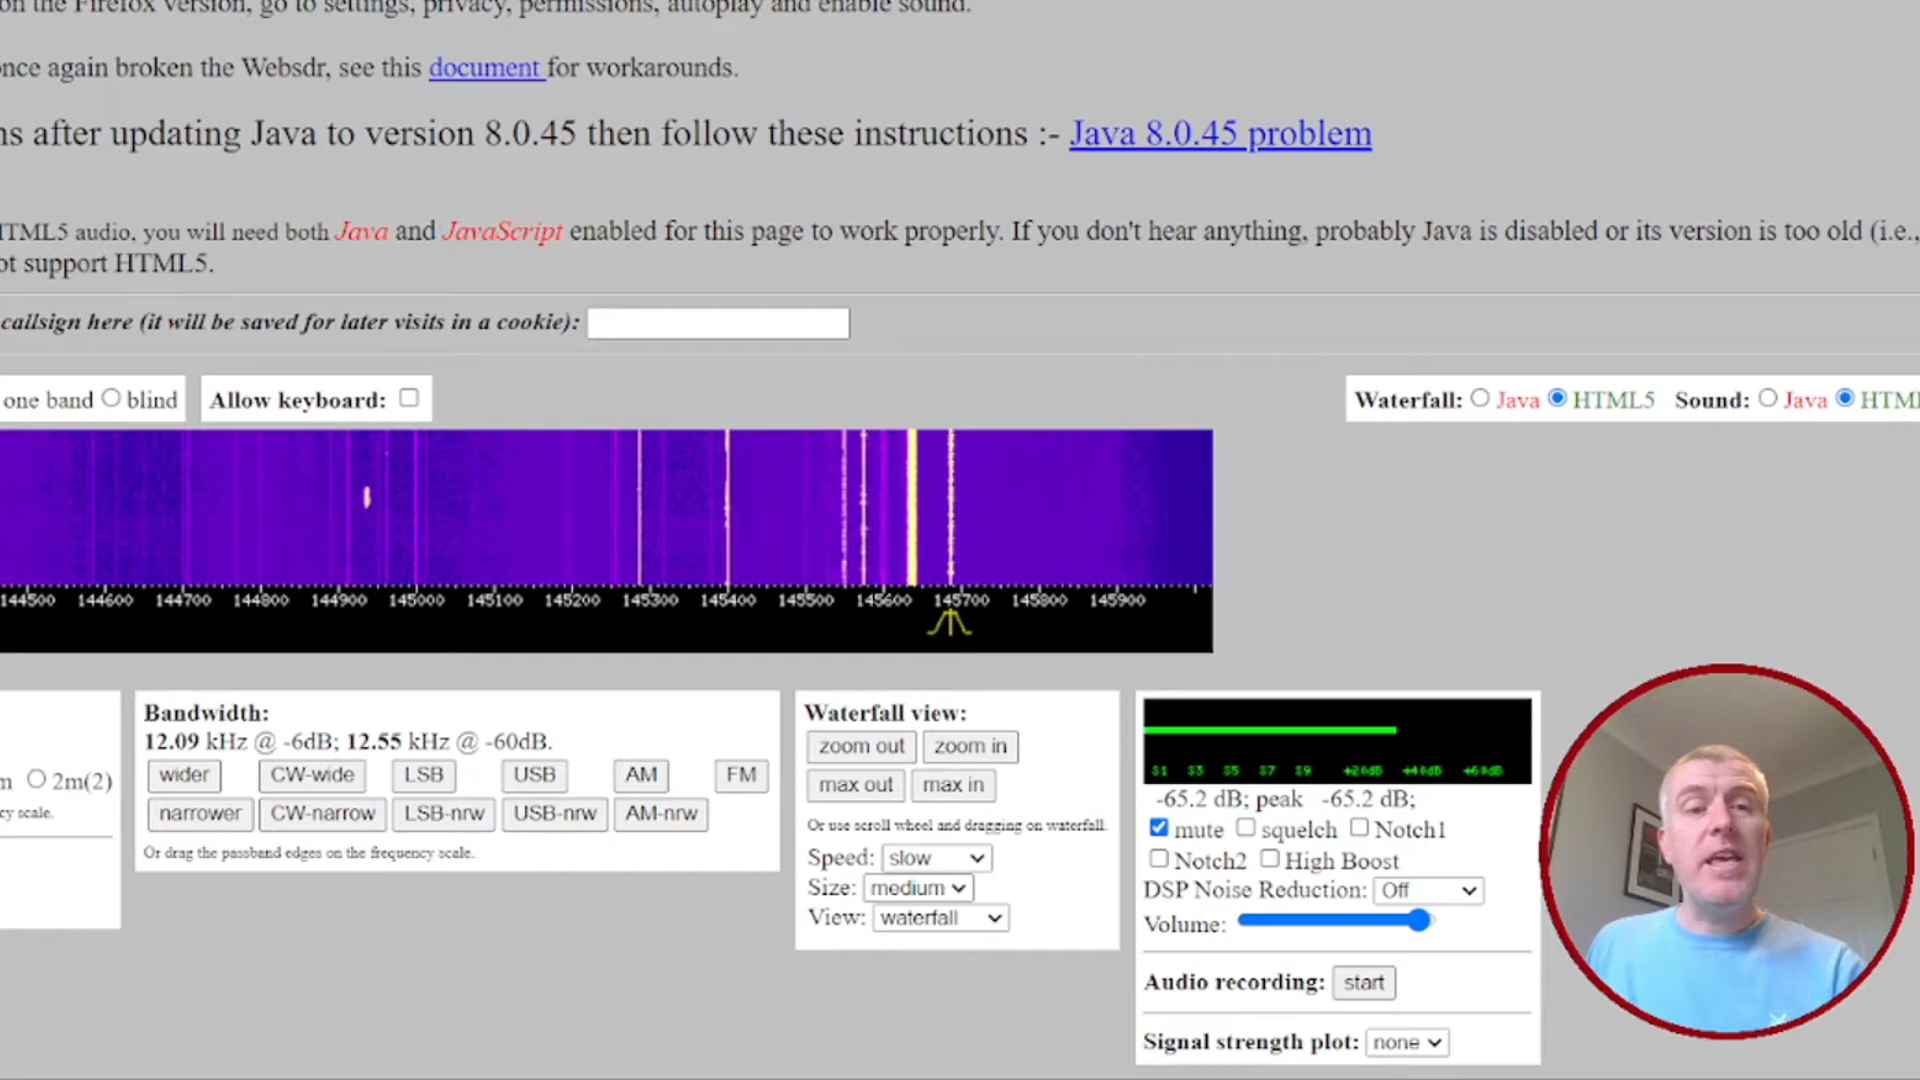 on the Firefox version, go to settings, privacy, permissions, autoplay and enable sound.
once again broken the Websdr, see this document for workarounds.
ns after updating Java to version 8.0.45 then follow these instructions :- Java 8.0.45 problem
HTML5 audio, you will need both Java and JavaScript enabled for this page to work properly. If you don't hear anything, probably Java is disabled or its version is too old (i.e.,
ot support HTML5.
callsign here (it will be saved for later visits in a cookie):
one band blind Allow keyboard: Waterfall: Java HTML5 Sound: Java HTML
144500 144600 144700 144800 144900 145000 145100 145200 145300 145400 145500 145600 145700 145800 145900
m 2m(2)
cy scale.
Bandwidth:
12.09 kHz @ -6dB; 12.55 kHz @ -60dB.
wider CW-wide LSB USB AM FM
narrower CW-narrow LSB-nrw USB-nrw AM-nrw
Or drag the passband edges on the frequency scale.
Waterfall view:
zoom out zoom in
max out max in
Or use scroll wheel and dragging on waterfall.
Speed: slow
Size: medium
View: waterfall
S1 S3 S5 S7 S9 +20dB +40dB +60dB
-65.2 dB; peak -65.2 dB;
mute squelch Notch1
Notch2 High Boost
DSP Noise Reduction: Off
Volume:
Audio recording: start
Signal strength plot: none